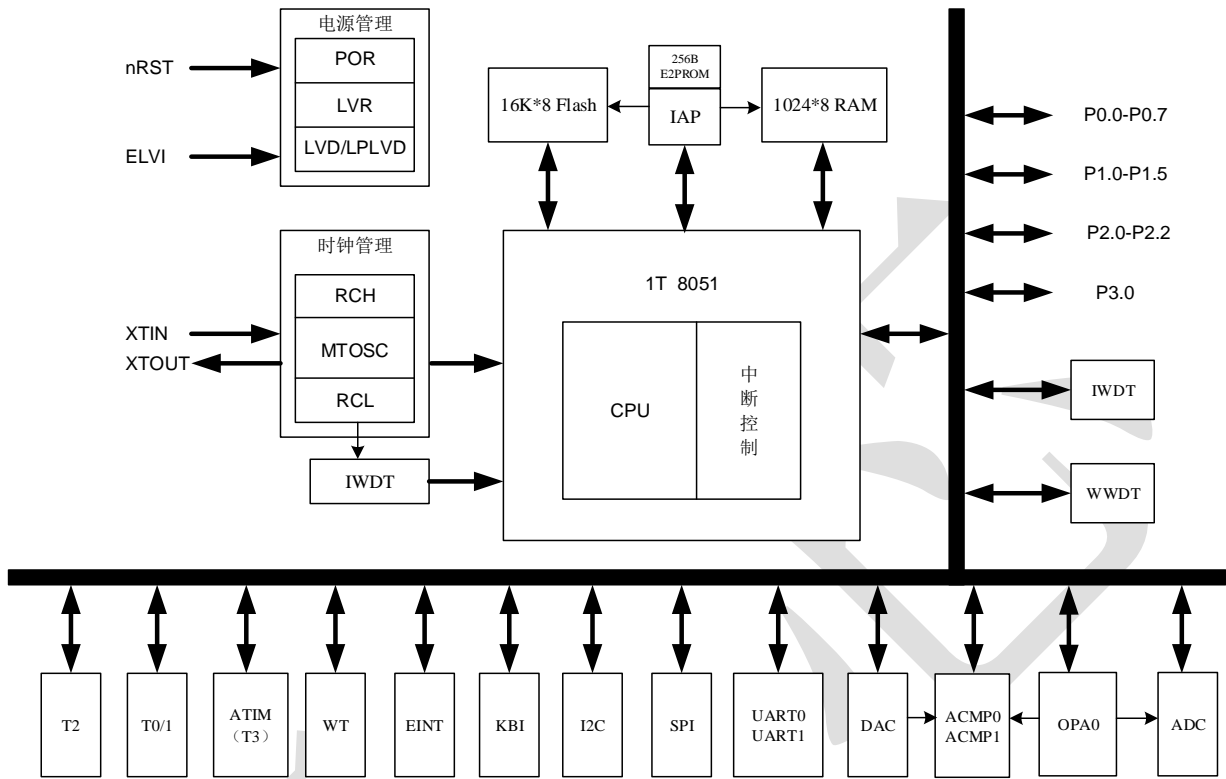 电源管理
POR
LVR
LVD/LPLVD
nRST
ELVI
256B
E2PROM
16K*8 Flash
IAP
1024*8 RAM
P0.0-P0.7
P1.0-P1.5
P2.0-P2.2
P3.0
时钟管理
RCH
MTOSC
RCL
XTIN
XTOUT
IWDT
1T 8051
CPU
中
断
控
制
IWDT
WWDT
T2
T0/1
ATIM
（T3）
WT
EINT
KBI
I2C
SPI
UART0
UART1
DAC
ACMP0
ACMP1
OPA0
ADC